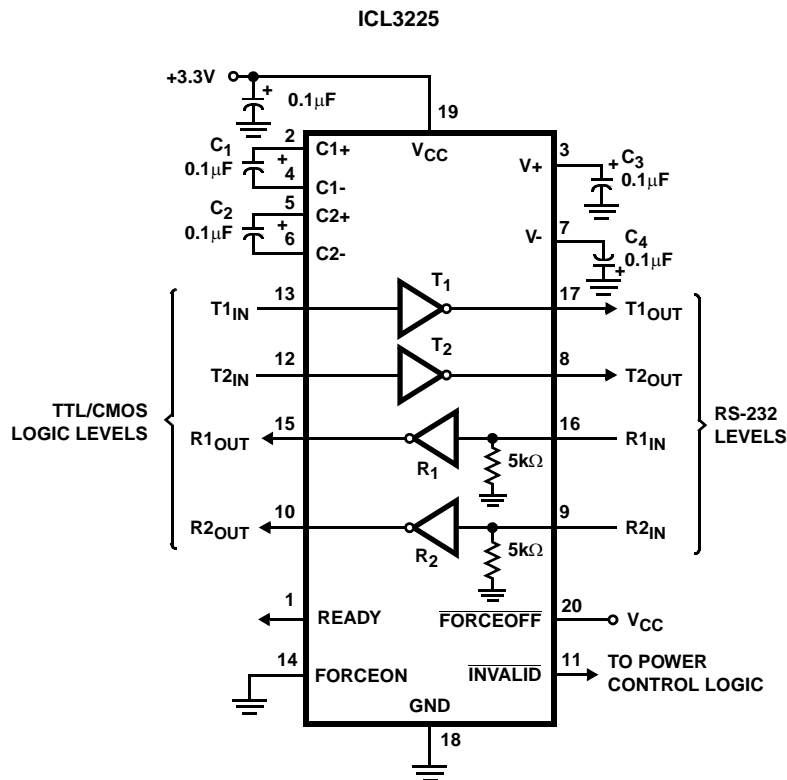 ICL3225
+3.3V
+
0.1μF
19
2
C1+
VCC
3
V+
+
C3
0.1μF
C1
0.1μF
+
4
C1-
5
C2+
C2
0.1μF
+
6
C2-
7
V-
C4
0.1μF
+
T1
T1IN
13
17
T1OUT
T2
T2IN
12
8
T2OUT
TTL/CMOS
LOGIC LEVELS
RS-232
LEVELS
R1OUT
15
16
R1IN
R1
5kΩ
R2OUT
10
9
R2IN
R2
5kΩ
1
READY
FORCEOFF
20
VCC
14
FORCEON
INVALID
11
TO POWER
CONTROL LOGIC
GND
18